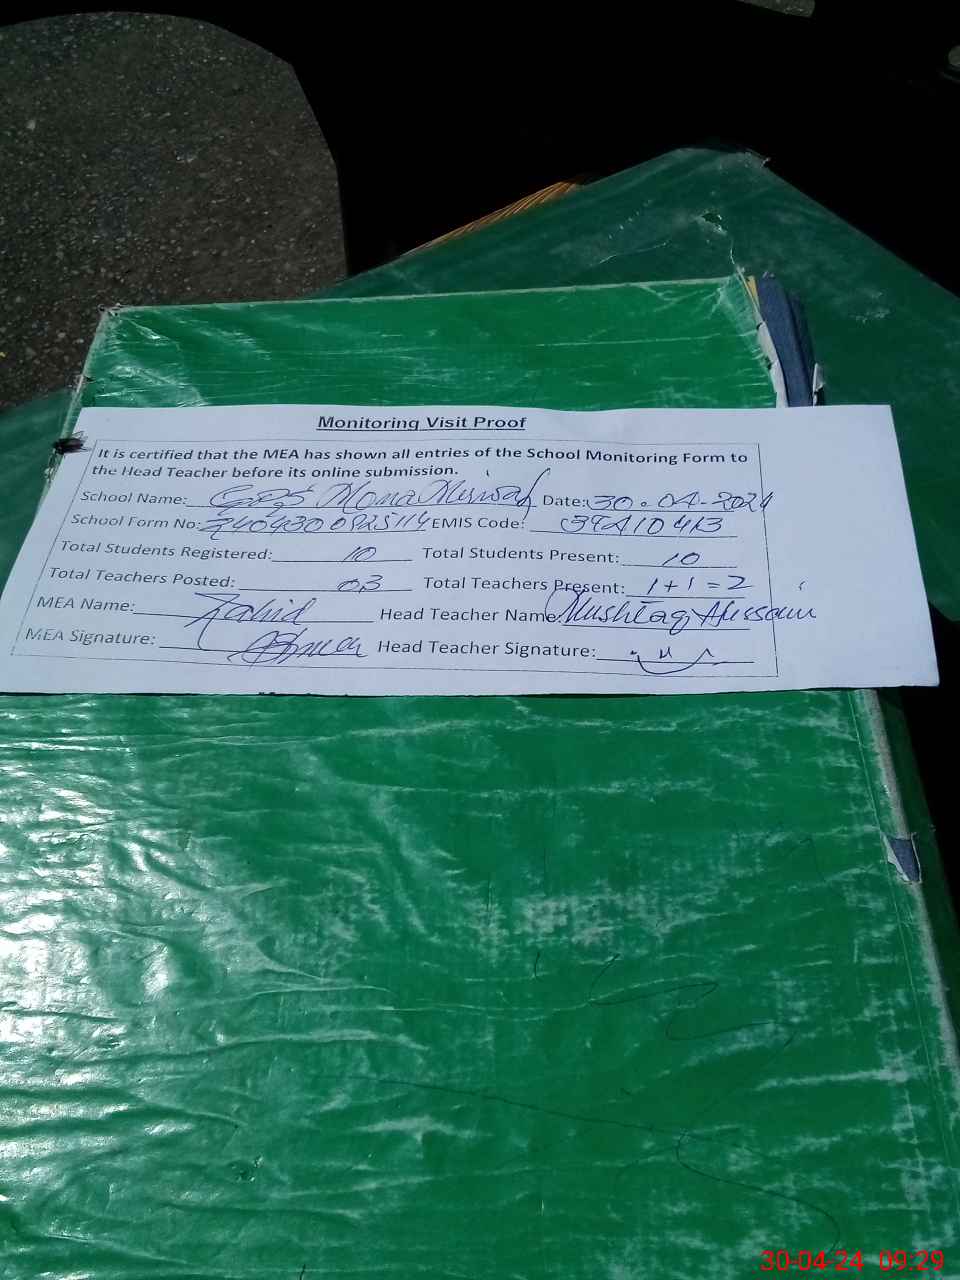 Monitoring Visit Proof
It is certified that the MEA has shown all entries of the School Monitoring Form to
the Head Teacher before its online submission.
School Name: GPS Mona Date: 30-04-2024
School Form No: EMIS Code:
Total Students Registered: 10 Total Students Present: 10
Total Teachers Posted: 03 Total Teachers Present: 1+1=2
MEA Name: Zahid Head Teacher Name: Mushtaq Hussain
MEA Signature: Head Teacher Signature:
30-04-24 09:29